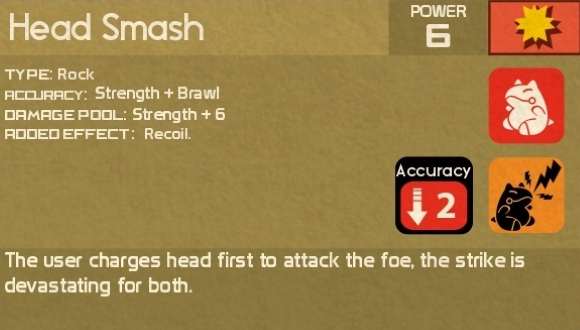 Head Smash
POWER
6
TYPE: Rock
ACCURACY: Strength + Brawl
DAMAGE POOL: Strength + 6
ADDED EFFECT: Recoil.
Accuracy
2
The user charges head first to attack the foe, the strike is
devastating for both.